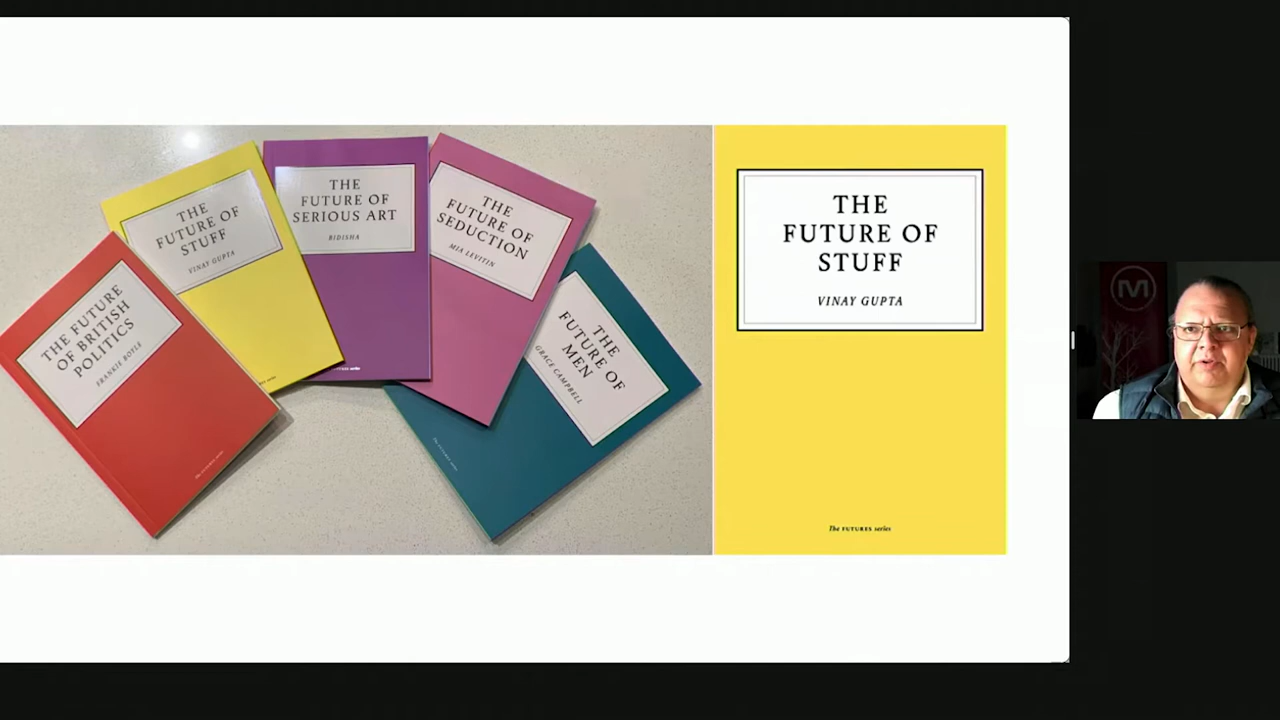 THE FUTURE
OF BRITISH
POLITICS
FRANKIE BOYLE
THE
FUTURE OF
STUFF
VINAY GUPTA
THE
FUTURE OF
SERIOUS ART
BIDISHA
THE
FUTURE OF
SEDUCTION
MIA LEVITIN
THE
FUTURE OF
MEN
GRACE CAMPBELL
THE
FUTURE OF
STUFF
VINAY GUPTA
The FUTURES series
M